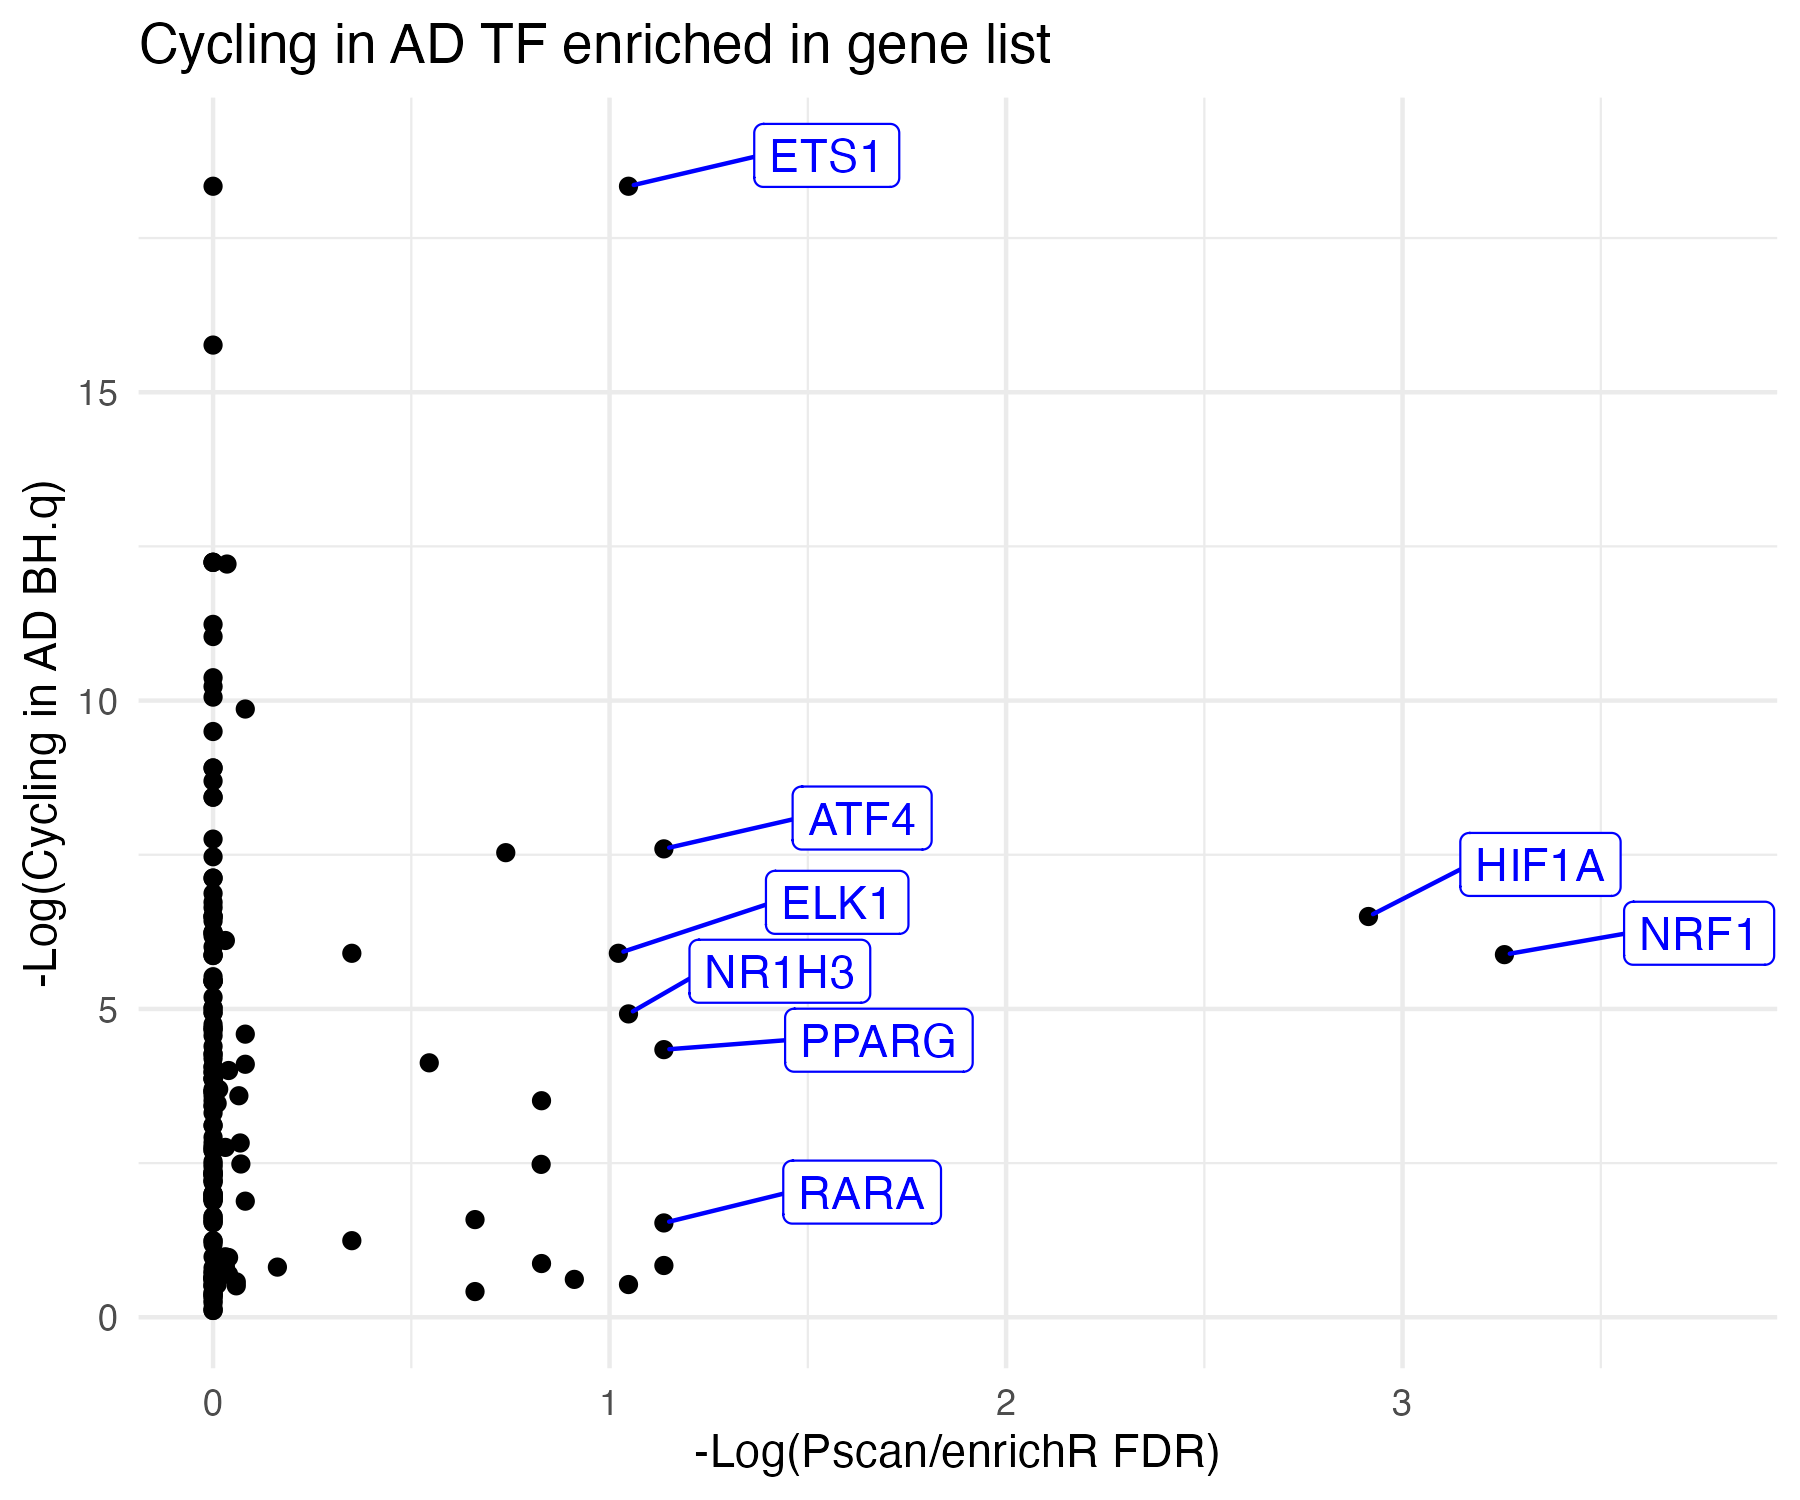 Cycling in AD TF enriched in gene list
ETS1
15
10
ATF4
HIF1A
ELK1
NRF1
NR1H3
5
PPARG
RARA
0
-Log(Cycling in AD BH.q)
0 1 2 3
-Log(Pscan/enrichR FDR)